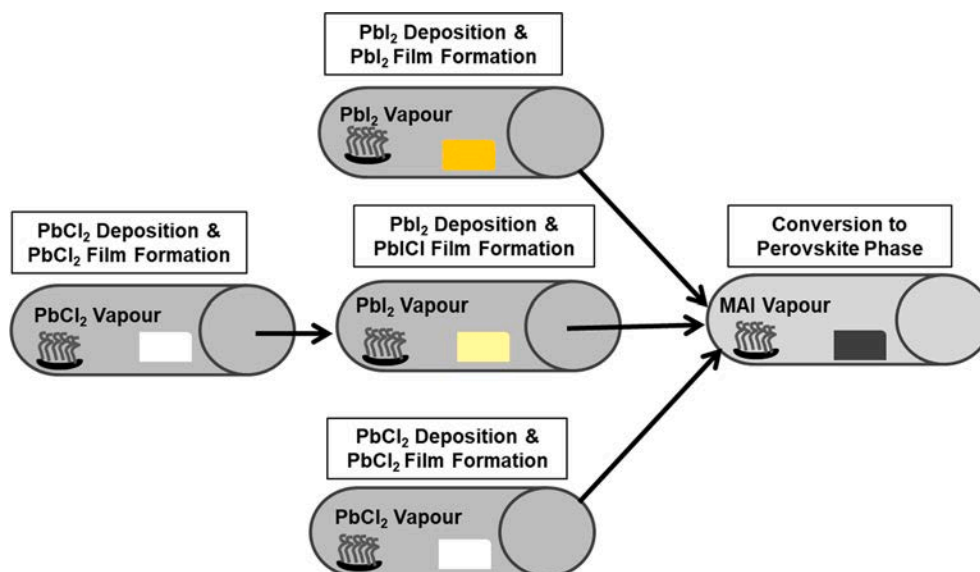 PbI₂ Deposition &
PbI₂ Film Formation
PbI₂ Vapour
PbCl₂ Deposition &
PbCl₂ Film Formation
PbCl₂ Vapour
PbI₂ Deposition &
PbICl Film Formation
PbI₂ Vapour
Conversion to
Perovskite Phase
MAI Vapour
PbCl₂ Deposition &
PbCl₂ Film Formation
PbCl₂ Vapour